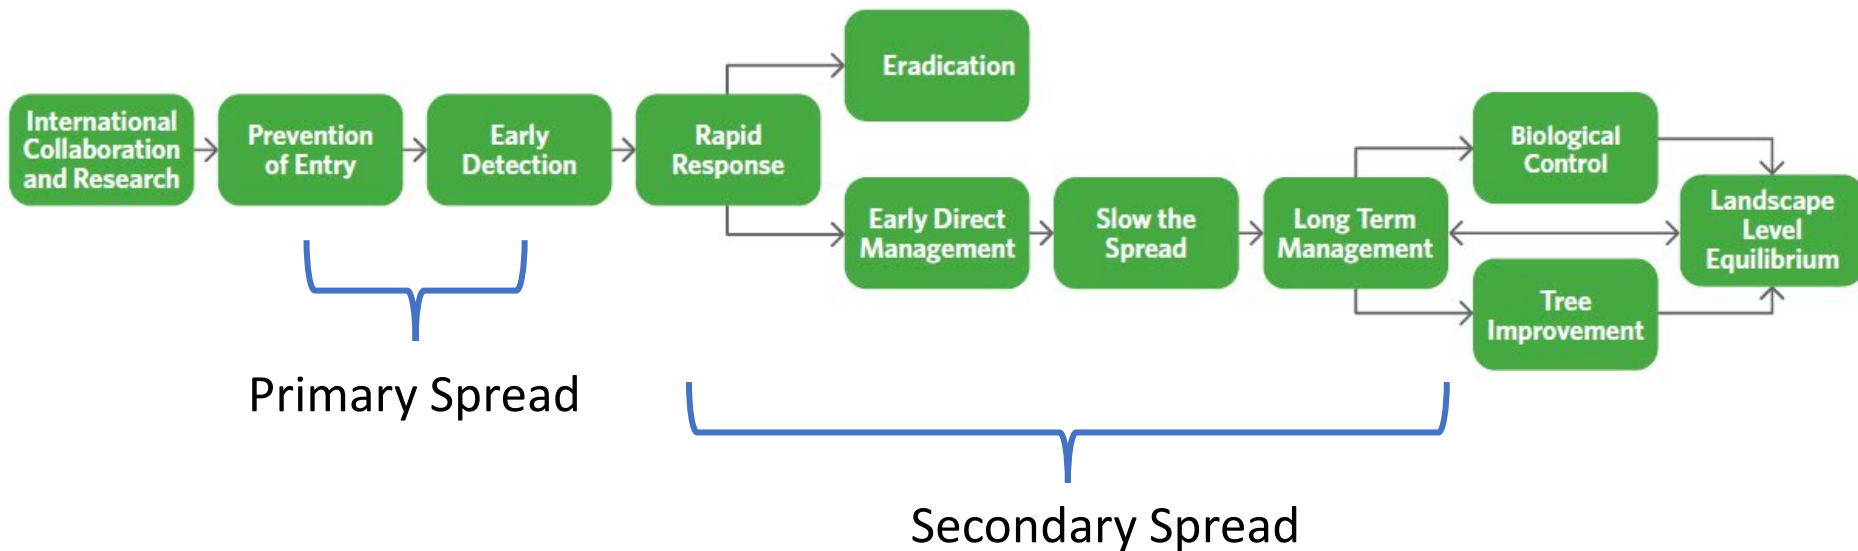 International
Collaboration
and Research
Prevention
of Entry
Early
Detection
Rapid
Response
Eradication
Early Direct
Management
Slow the
Spread
Long Term
Management
Biological
Control
Tree
Improvement
Landscape
Level
Equilibrium
Primary Spread
Secondary Spread